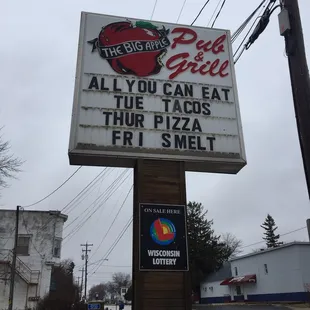 THE BIG APPLE
Pub &
Grill
ALL YOU CAN EAT
TUE TACOS
THUR PIZZA
FRI SMELT
ON SALE HERE
WISCONSIN
LOTTERY